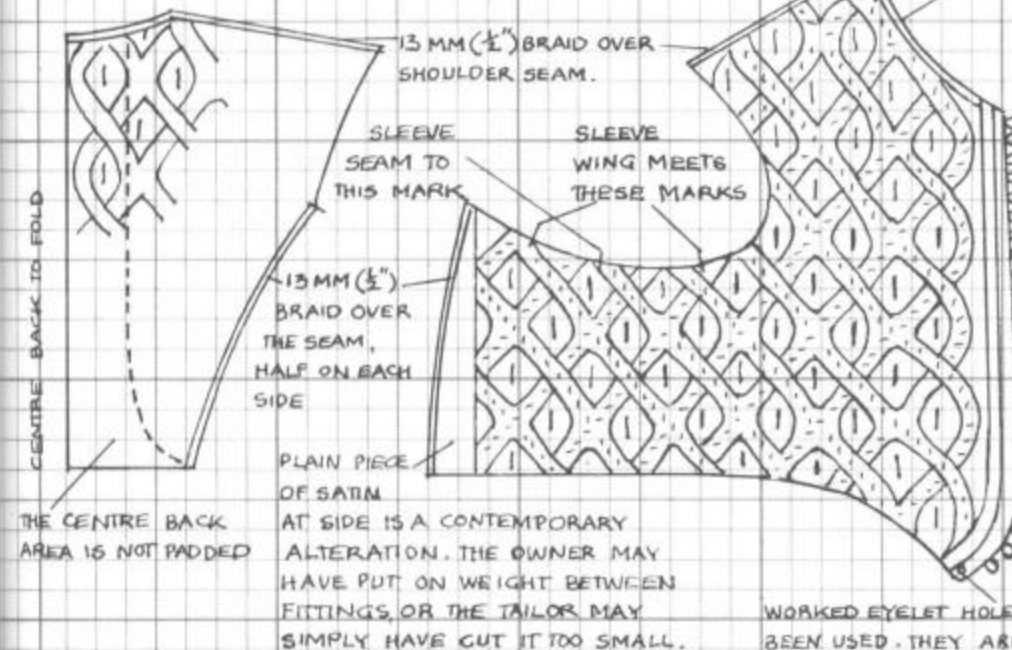 13 MM (½") BRAID OVER
SHOULDER SEAM.
SLEEVE
SEAM TO
THIS MARK
SLEEVE
WING MEETS
THESE MARKS
CENTRE BACK TO FOLD
13 MM (½")
BRAID OVER
THE SEAM,
HALF ON EACH
SIDE
THE CENTRE BACK
AREA IS NOT PADDED
PLAIN PIECE
OF SATIN
AT SIDE IS A CONTEMPORARY
ALTERATION. THE OWNER MAY
HAVE PUT ON WEIGHT BETWEEN
FITTINGS, OR THE TAILOR MAY
SIMPLY HAVE CUT IT TOO SMALL.
WORKED EYELET HOLE
BEEN USED. THEY AR